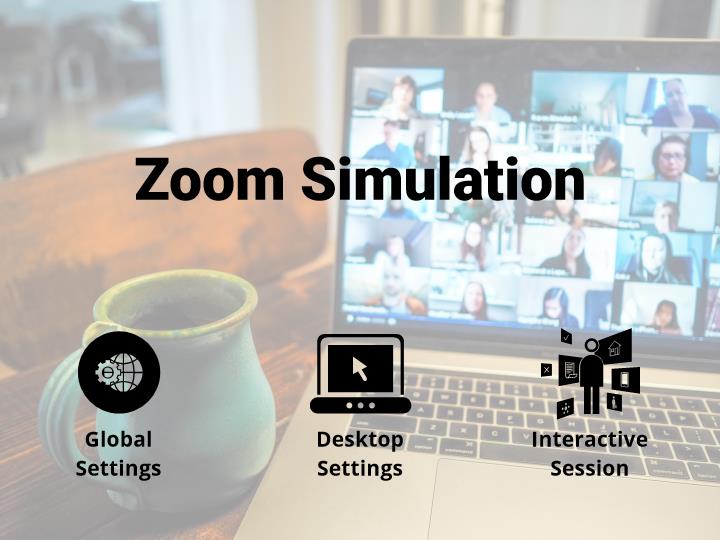 Zoom Simulation
Global
Settings
Desktop
Settings
Interactive
Session